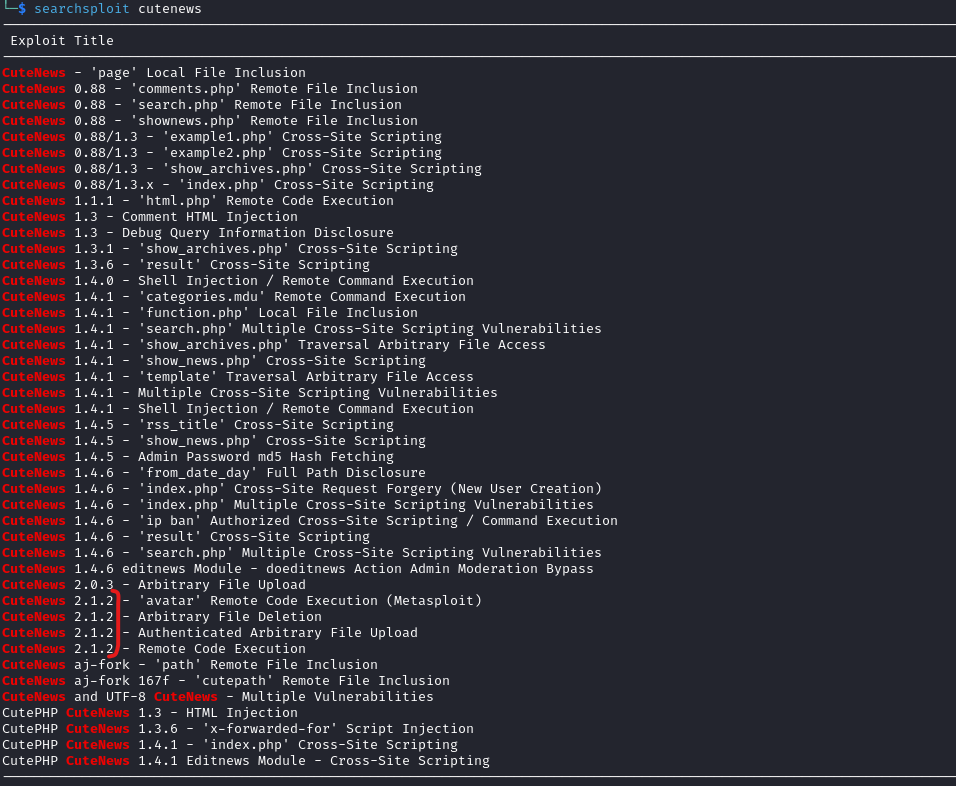 └─$ searchsploit cutenews
Exploit Title
CuteNews - 'page' Local File Inclusion
CuteNews 0.88 - 'comments.php' Remote File Inclusion
CuteNews 0.88 - 'search.php' Remote File Inclusion
CuteNews 0.88 - 'shownews.php' Remote File Inclusion
CuteNews 0.88/1.3 - 'example1.php' Cross-Site Scripting
CuteNews 0.88/1.3 - 'example2.php' Cross-Site Scripting
CuteNews 0.88/1.3 - 'show_archives.php' Cross-Site Scripting
CuteNews 0.88/1.3.x - 'index.php' Cross-Site Scripting
CuteNews 1.1.1 - 'html.php' Remote Code Execution
CuteNews 1.3 - Comment HTML Injection
CuteNews 1.3 - Debug Query Information Disclosure
CuteNews 1.3.1 - 'show_archives.php' Cross-Site Scripting
CuteNews 1.3.6 - 'result' Cross-Site Scripting
CuteNews 1.4.0 - Shell Injection / Remote Command Execution
CuteNews 1.4.1 - 'categories.mdu' Remote Command Execution
CuteNews 1.4.1 - 'function.php' Local File Inclusion
CuteNews 1.4.1 - 'search.php' Multiple Cross-Site Scripting Vulnerabilities
CuteNews 1.4.1 - 'show_archives.php' Traversal Arbitrary File Access
CuteNews 1.4.1 - 'show_news.php' Cross-Site Scripting
CuteNews 1.4.1 - 'template' Traversal Arbitrary File Access
CuteNews 1.4.1 - Multiple Cross-Site Scripting Vulnerabilities
CuteNews 1.4.1 - Shell Injection / Remote Command Execution
CuteNews 1.4.5 - 'rss_title' Cross-Site Scripting
CuteNews 1.4.5 - 'show_news.php' Cross-Site Scripting
CuteNews 1.4.5 - Admin Password md5 Hash Fetching
CuteNews 1.4.6 - 'from_date_day' Full Path Disclosure
CuteNews 1.4.6 - 'index.php' Cross-Site Request Forgery (New User Creation)
CuteNews 1.4.6 - 'index.php' Multiple Cross-Site Scripting Vulnerabilities
CuteNews 1.4.6 - 'ip ban' Authorized Cross-Site Scripting / Command Execution
CuteNews 1.4.6 - 'result' Cross-Site Scripting
CuteNews 1.4.6 - 'search.php' Multiple Cross-Site Scripting Vulnerabilities
CuteNews 1.4.6 editnews Module - doeditnews Action Admin Moderation Bypass
CuteNews 2.0.3 - Arbitrary File Upload
CuteNews 2.1.2 - 'avatar' Remote Code Execution (Metasploit)
CuteNews 2.1.2 - Arbitrary File Deletion
CuteNews 2.1.2 - Authenticated Arbitrary File Upload
CuteNews 2.1.2 - Remote Code Execution
CuteNews aj-fork - 'path' Remote File Inclusion
CuteNews aj-fork 167f - 'cutepath' Remote File Inclusion
CuteNews and UTF-8 CuteNews - Multiple Vulnerabilities
CutePHP CuteNews 1.3 - HTML Injection
CutePHP CuteNews 1.3.6 - 'x-forwarded-for' Script Injection
CutePHP CuteNews 1.4.1 - 'index.php' Cross-Site Scripting
CutePHP CuteNews 1.4.1 Editnews Module - Cross-Site Scripting